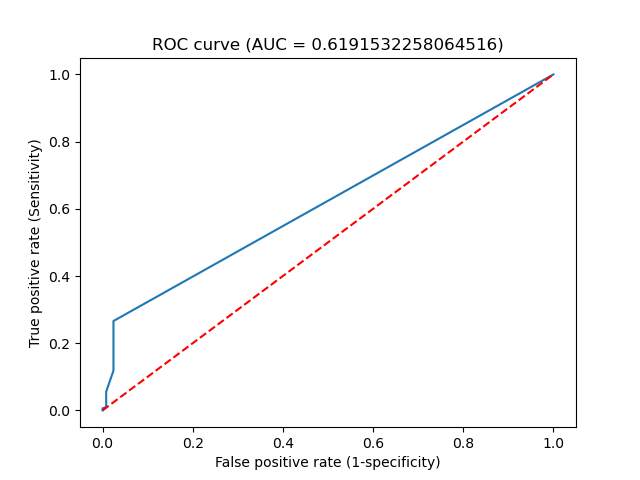 ROC curve (AUC = 0.6191532258064516)
1.0
0.8
0.6
0.4
0.2
0.0
True positive rate (Sensitivity)
0.0 0.2 0.4 0.6 0.8 1.0
False positive rate (1-specificity)